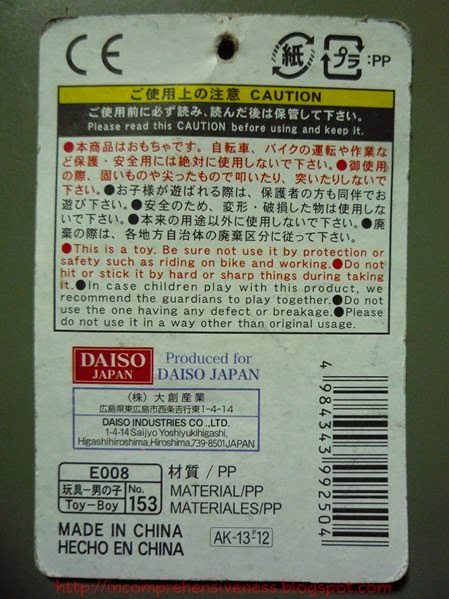 CE
紙 プラ :PP
ご使用上の注意 CAUTION
ご使用前に必ず読み、読んだ後は保管して下さい。
Please read this CAUTION before using and keep it.
●本商品はおもちゃです。自転車、バイクの運転や作業な
ど保護・安全用には絶対に使用しないで下さい。●御使用
の際、固いものや尖ったもので叩いたり、突いたりしないで
下さい。●お子様が遊ばれる際は、保護者の方も同伴でお
遊び下さい。●安全のため、変形・破損した物は使用しな
いで下さい。●本来の用途以外に使用しないで下さい。●廃
棄の際は、各地方自治体の廃棄区分に従って下さい。
●This is a toy. Be sure not use it by protection or
safety such as riding on bike and working.●Do not
hit or stick it by hard or sharp things during taking
it.●In case children play with this product, we
recommend the guardians to play together.●Do not
use the one having any defect or breakage.●Please
do not use it in a way other than original usage.
DAISO
JAPAN
Produced for
DAISO JAPAN
(株)大創産業
広島県東広島市西条吉行東1-4-14
DAISO INDUSTRIES CO., LTD.
1-4-14 Saijyo Yoshiyukihigashi,
Higashihiroshima, Hiroshima, 739-8501JAPAN
E008
玩具－男の子
Toy-Boy
No.
153
材質/PP
MATERIAL/PP
MATERIALES/PP
MADE IN CHINA
HECHO EN CHINA
AK-13 P 12
4984343992504
http://incomprehensiveness.blogspot.com